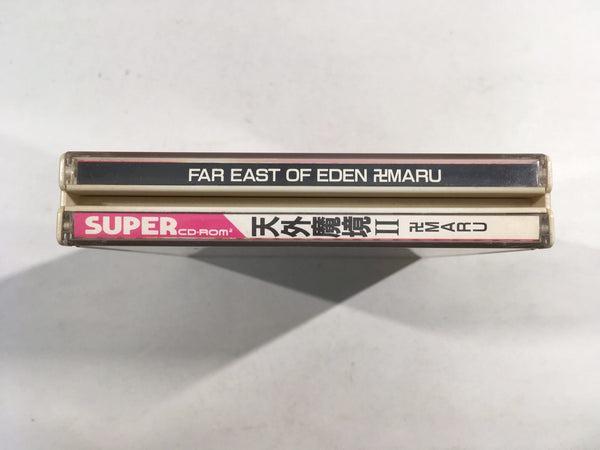 FAR EAST OF EDEN 卍MARU
SUPER CD-ROM² 天外魔境II 卍MARU